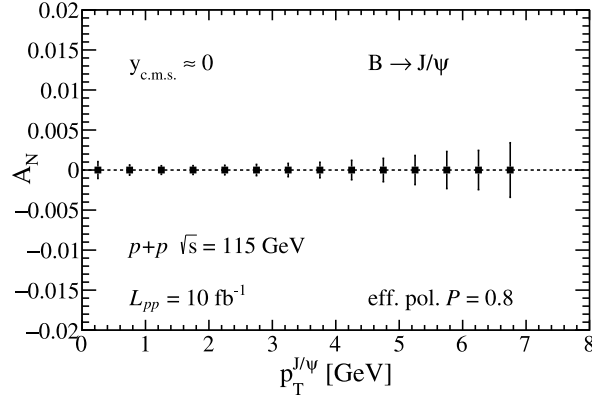 0.02
0.015
0.01
0.005
0
−0.005
−0.01
−0.015
−0.02
A_N
y_c.m.s. ≈ 0
B → J/ψ
p+p √s = 115 GeV
L_pp = 10 fb^-1
eff. pol. P = 0.8
0 1 2 3 4 5 6 7 8
p_T^J/ψ [GeV]